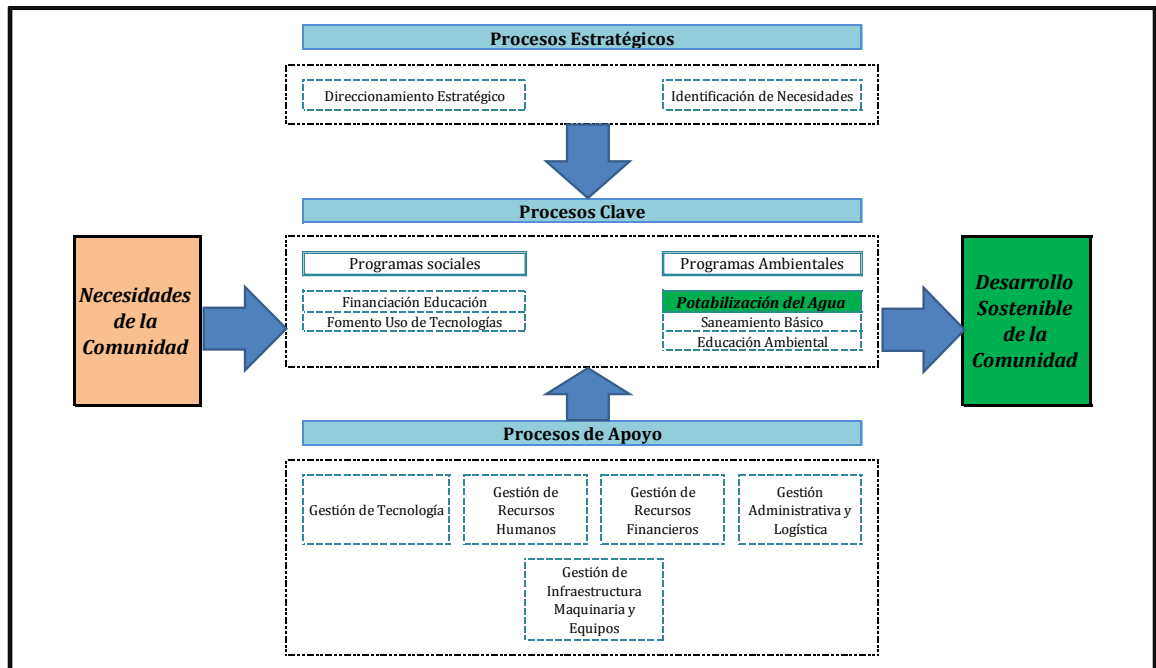 Procesos Estratégicos
Direccionamiento Estratégico
Identificación de Necesidades
Procesos Clave
Necesidades
de la
Comunidad
Programas sociales
Financiación Educación
Fomento Uso de Tecnologías
Programas Ambientales
Potabilización del Agua
Saneamiento Básico
Educación Ambiental
Desarrollo
Sostenible
de la
Comunidad
Procesos de Apoyo
Gestión de Tecnología
Gestión de
Recursos
Humanos
Gestión de
Recursos
Financieros
Gestión
Administrativa y
Logística
Gestión de
Infraestructura
Maquinaria y
Equipos